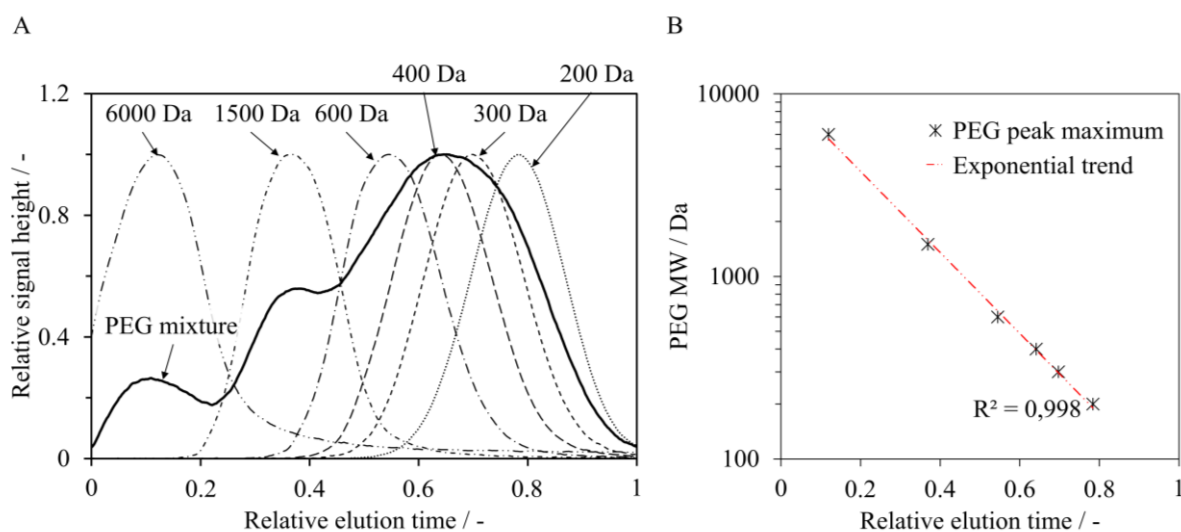 A
B
400 Da
200 Da
1.2
6000 Da
1500 Da
600 Da
300 Da
0.8
0.4
0
Relative signal height / -
PEG mixture
0
0.2
0.4
0.6
0.8
1
Relative elution time / -
10000
1000
100
PEG MW / Da
PEG peak maximum
Exponential trend
R² = 0,998
0
0.2
0.4
0.6
0.8
1
Relative elution time / -